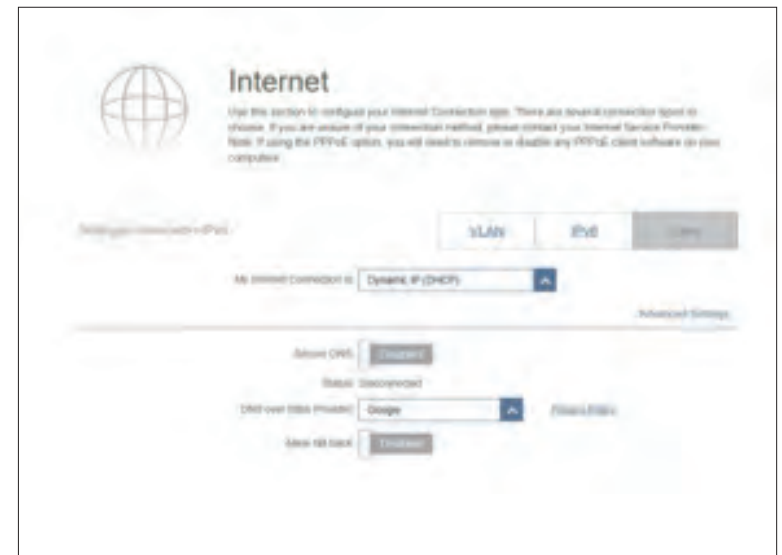 Internet
Use this section to configure your Internet Connection type. There are several connection types to
choose. If you are unsure of your connection method, please contact your Internet Service Provider.
Note: If using the PPPoE option, you will need to remove or disable any PPPoE client software on your
computers.
VLAN IPv6
My Internet Connection is Dynamic IP (DHCP)
Advanced Settings
Secure DNS Disabled
Status Disconnected
DNS over Https Provider Google Privacy Policy
Allow fall back Disabled